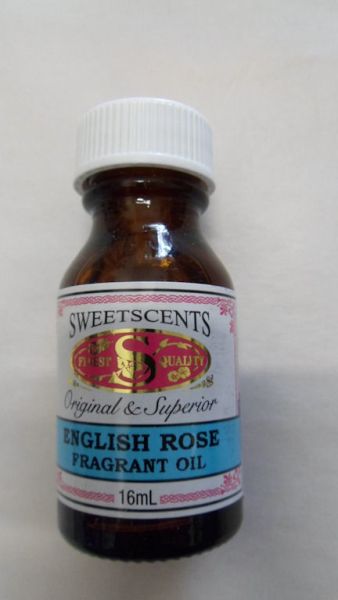 SWEETSCENTS
FINEST S QUALITY
Original & Superior
ENGLISH ROSE
FRAGRANT OIL
16mL